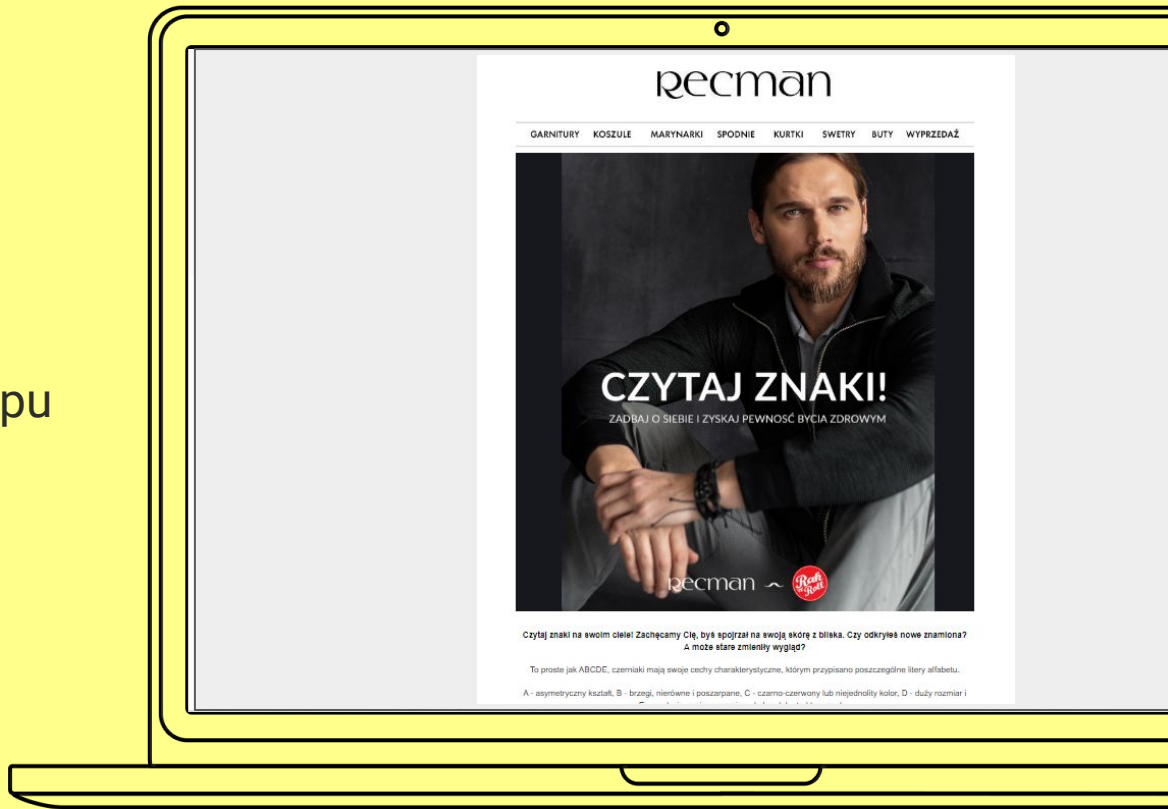 pu
Recman
GARNITURY KOSZULE MARYNARKI SPODNIE KURTKI SWETRY BUTY WYPRZEDAŻ
CZYTAJ ZNAKI!
ZADBAJ O SIEBIE I ZYSKAJ PEWNOŚĆ BYCIA ZDROWYM
Recman
Rak
n'Roll
Czytaj znaki na swoim ciele! Zachęcamy Cię, byś spojrzał na swoją skórę z bliska. Czy odkryłeś nowe znamiona?
A może stare zmieniły wygląd?
To proste jak ABCDE, czerniaki mają swoje cechy charakterystyczne, którym przypisano poszczególne litery alfabetu.
A - asymetryczny kształt, B - brzegi, nierówne i poszarpane, C - czarno-czerwony lub niejednolity kolor, D - duży rozmiar i